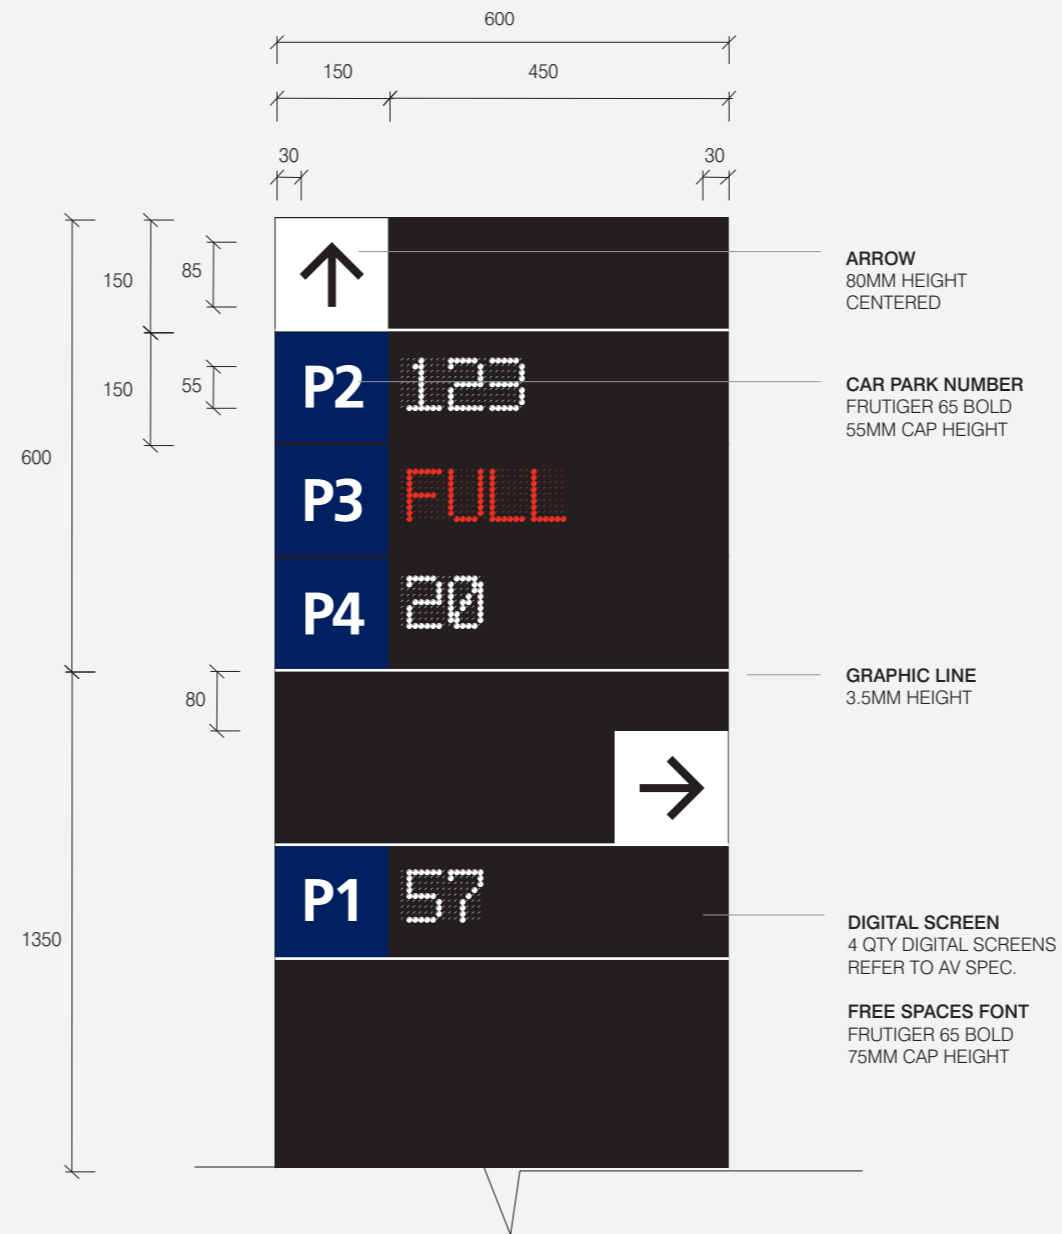 600
150 450
30 30
150 85
ARROW
80MM HEIGHT
CENTERED
150 55
P2 123
CAR PARK NUMBER
FRUTIGER 65 BOLD
55MM CAP HEIGHT
600
P3 FULL
P4 20
80
GRAPHIC LINE
3.5MM HEIGHT
P1 57
1350
DIGITAL SCREEN
4 QTY DIGITAL SCREENS
REFER TO AV SPEC.
FREE SPACES FONT
FRUTIGER 65 BOLD
75MM CAP HEIGHT